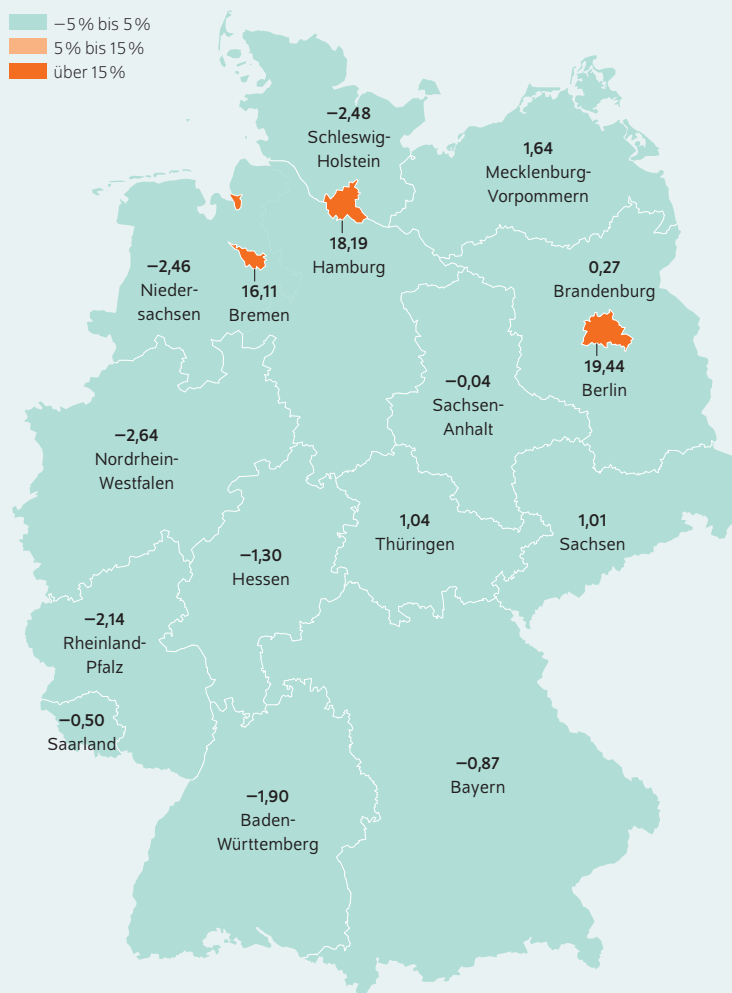 −5 % bis 5 %
5 % bis 15 %
über 15 %
−2,48
Schleswig-
Holstein
1,64
Mecklenburg-
Vorpommern
18,19
Hamburg
−2,46
Nieder-
sachsen
16,11
Bremen
0,27
Brandenburg
19,44
Berlin
−0,04
Sachsen-
Anhalt
−2,64
Nordrhein-
Westfalen
1,04
Thüringen
1,01
Sachsen
−1,30
Hessen
−2,14
Rheinland-
Pfalz
−0,50
Saarland
−0,87
Bayern
−1,90
Baden-
Württemberg